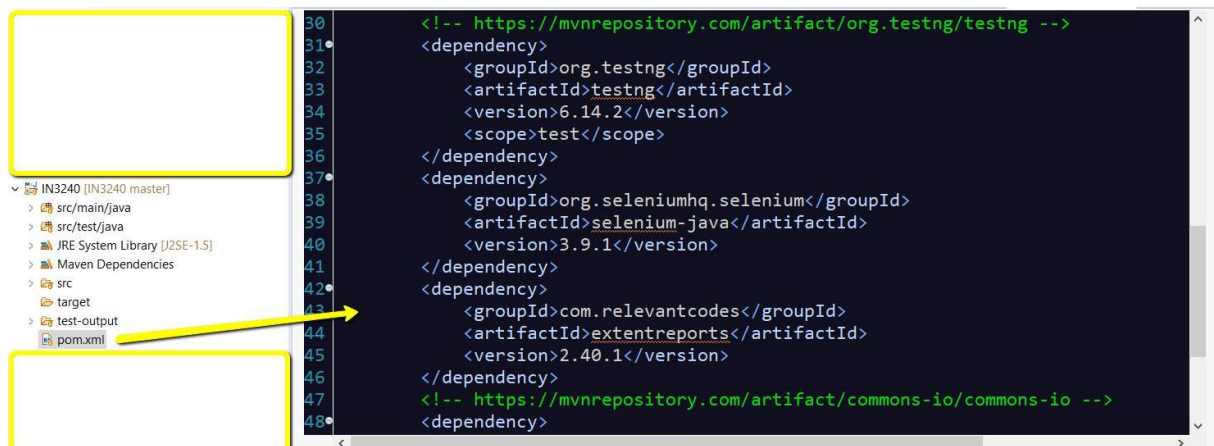 IN3240 [IN3240 master]
src/main/java
src/test/java
JRE System Library [J2SE-1.5]
Maven Dependencies
src
target
test-output
pom.xml
30 <!-- https://mvnrepository.com/artifact/org.testng/testng -->
31 <dependency>
32 <groupId>org.testng</groupId>
33 <artifactId>testng</artifactId>
34 <version>6.14.2</version>
35 <scope>test</scope>
36 </dependency>
37 <dependency>
38 <groupId>org.seleniumhq.selenium</groupId>
39 <artifactId>selenium-java</artifactId>
40 <version>3.9.1</version>
41 </dependency>
42 <dependency>
43 <groupId>com.relevantcodes</groupId>
44 <artifactId>extentreports</artifactId>
45 <version>2.40.1</version>
46 </dependency>
47 <!-- https://mvnrepository.com/artifact/commons-io/commons-io -->
48 <dependency>